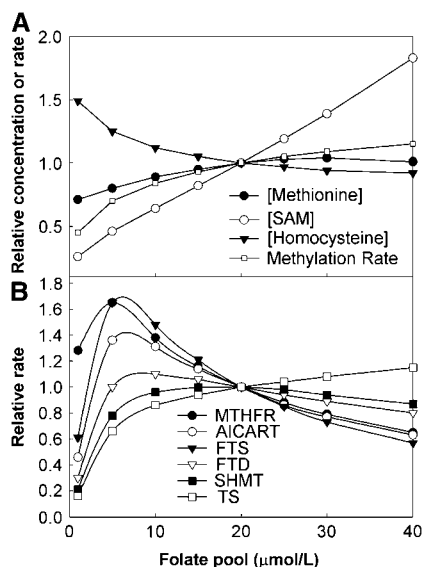 A
Relative concentration or rate
2.0
1.5
1.0
0.5
[Methionine]
[SAM]
[Homocysteine]
Methylation Rate
B
Relative rate
1.8
1.6
1.4
1.2
1.0
0.8
0.6
0.4
0.2
0.0
MTHFR
AICART
FTS
FTD
SHMT
TS
0 10 20 30 40
Folate pool (μmol/L)